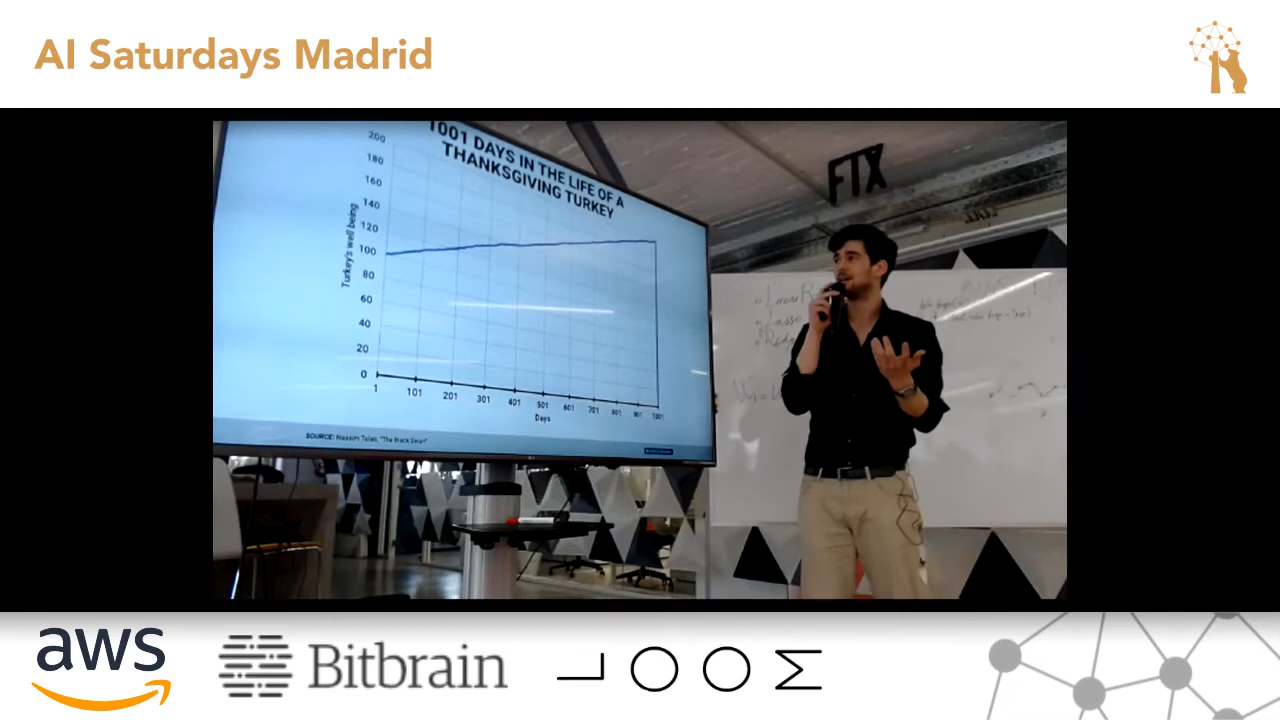 AI Saturdays Madrid
1001 DAYS IN THE LIFE OF A
THANKSGIVING TURKEY
200
180
160
140
120
100
80
60
40
20
0
Turkey's well being
1
101
201
301
401
501
601
701
801
901
1001
Days
SOURCE: Nassim Taleb, "The Black Swan"
FTX
Lasso
aws
Bitbrain
LOOM